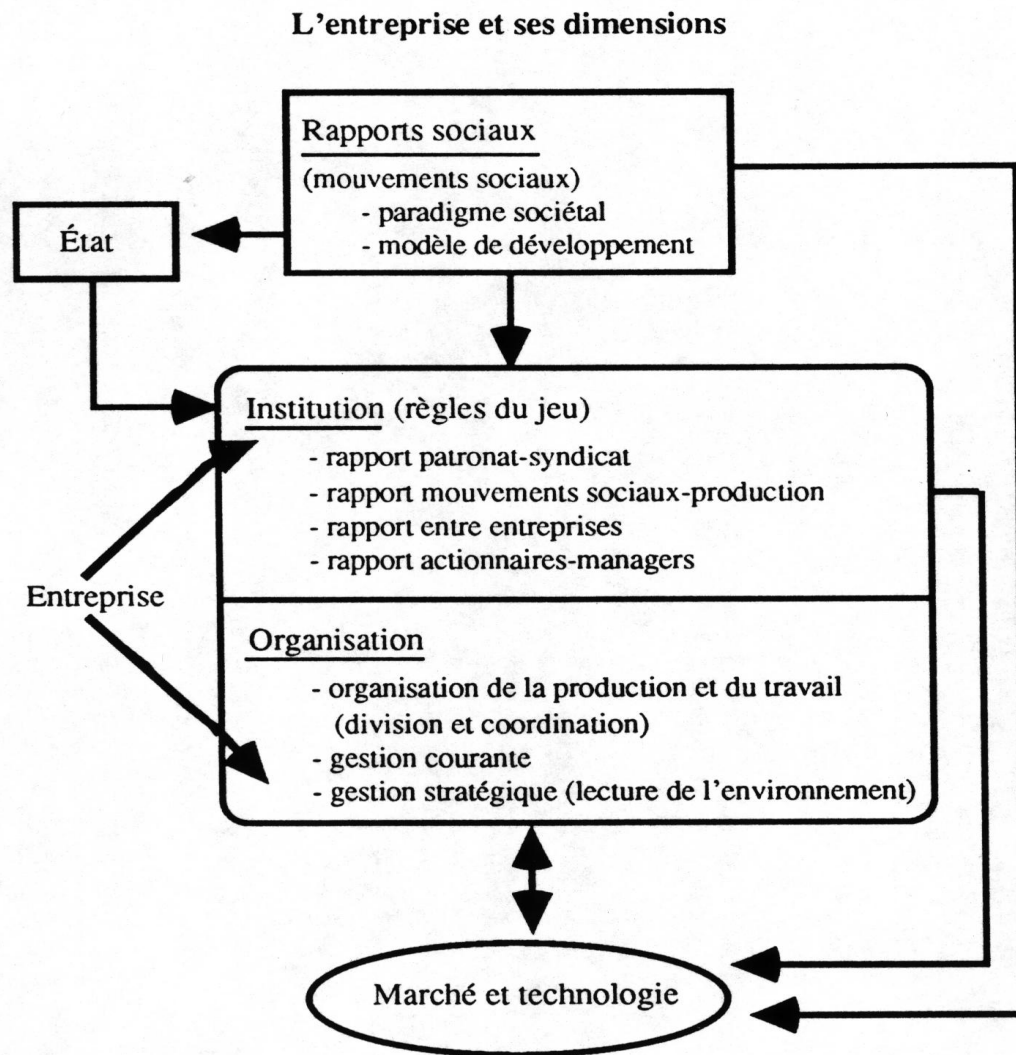 L'entreprise et ses dimensions
Rapports sociaux
(mouvements sociaux)
- paradigme sociétal
- modèle de développement
État
Institution (règles du jeu)
- rapport patronat-syndicat
- rapport mouvements sociaux-production
- rapport entre entreprises
- rapport actionnaires-managers
Entreprise
Organisation
- organisation de la production et du travail
(division et coordination)
- gestion courante
- gestion stratégique (lecture de l'environnement)
Marché et technologie